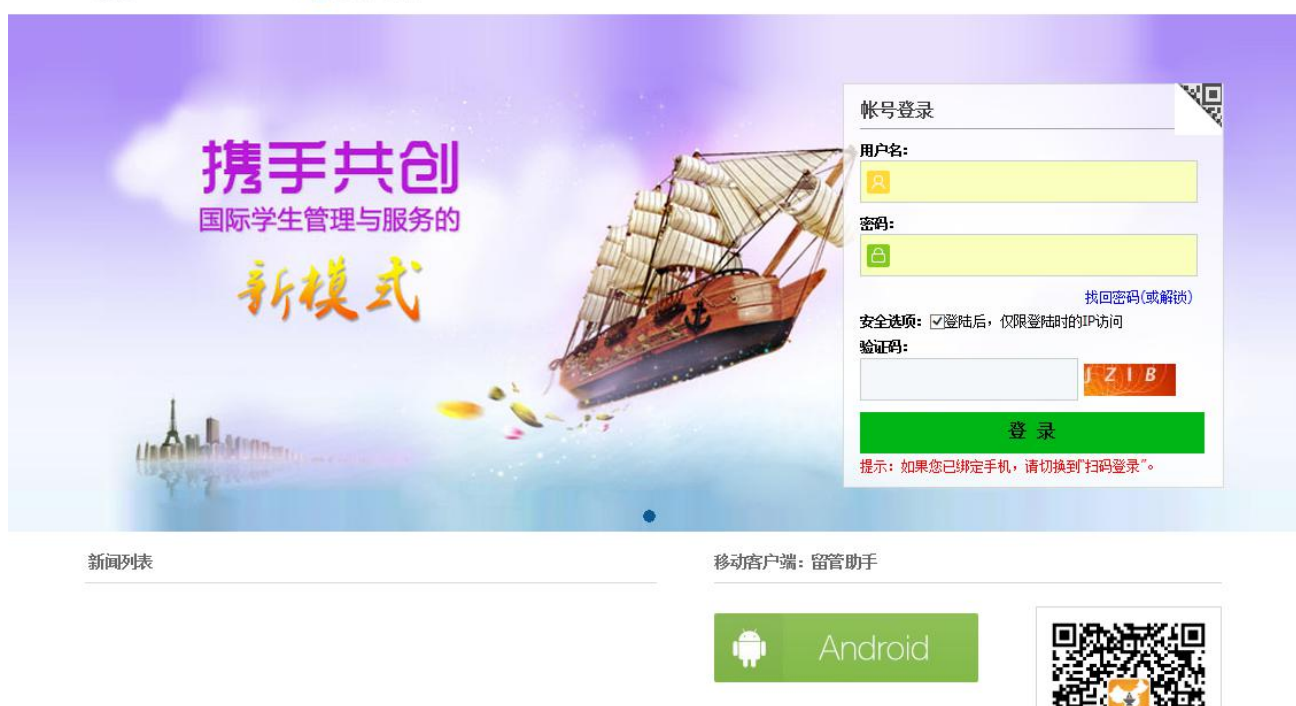 携手共创
国际学生管理与服务的
新模式
帐号登录
用户名:
密码:
找回密码(或解锁)
安全选项: 登陆后，仅限登陆时的IP访问
验证码:
J Z I B
登 录
提示: 如果您已绑定手机，请切换到"扫码登录"。
新闻列表
移动客户端: 留管助手
Android